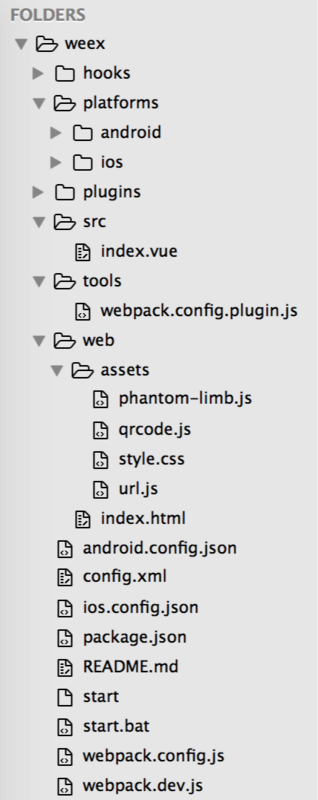 FOLDERS
weex
hooks
platforms
android
ios
plugins
src
index.vue
tools
webpack.config.plugin.js
web
assets
phantom-limb.js
qrcode.js
style.css
url.js
index.html
android.config.json
config.xml
ios.config.json
package.json
README.md
start
start.bat
webpack.config.js
webpack.dev.js